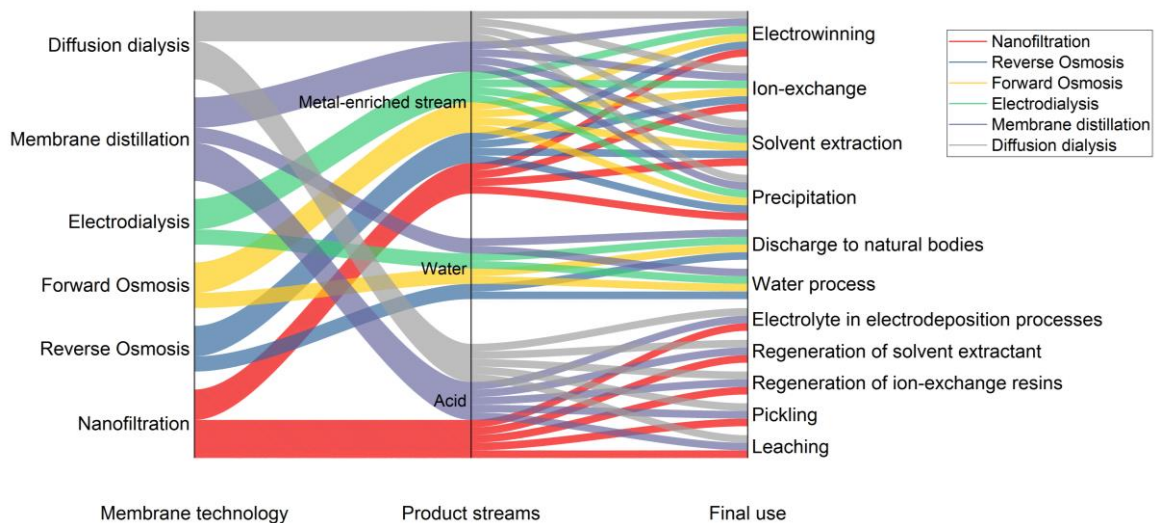 Diffusion dialysis
Membrane distillation
Electrodialysis
Forward Osmosis
Reverse Osmosis
Nanofiltration
Metal-enriched stream
Water
Acid
Electrowinning
Ion-exchange
Solvent extraction
Precipitation
Discharge to natural bodies
Water process
Electrolyte in electrodeposition processes
Regeneration of solvent extractant
Regeneration of ion-exchange resins
Pickling
Leaching
Nanofiltration
Reverse Osmosis
Forward Osmosis
Electrodialysis
Membrane distillation
Diffusion dialysis
Membrane technology
Product streams
Final use